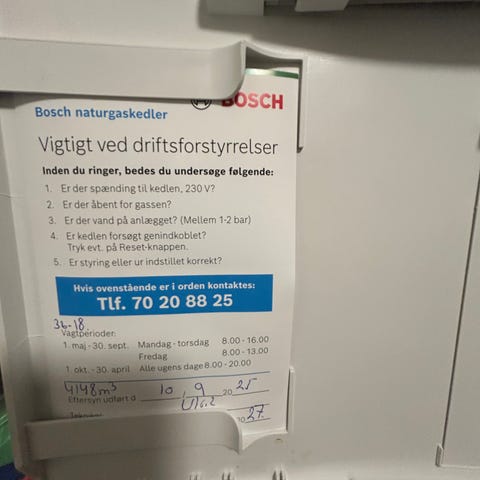 BOSCH
Bosch naturgaskedler
Vigtigt ved driftsforstyrrelser
Inden du ringer, bedes du undersøge følgende:
1. Er der spænding til kedlen, 230 V?
2. Er der åbent for gassen?
3. Er der vand på anlægget? (Mellem 1-2 bar)
4. Er kedlen forsøgt genindkoblet?
Tryk evt. på Reset-knappen.
5. Er styring eller ur indstillet korrekt?
Hvis ovenstående er i orden kontaktes:
Tlf. 70 20 88 25
36-18
Vagtperioder:
1. maj - 30. sept. Mandag - torsdag 8.00 - 16.00
Fredag 8.00 - 13.00
1. okt. - 30. april Alle ugens dage 8.00 - 20.00
4148 m³
Eftersyn udført d 10, 9 20 25
27